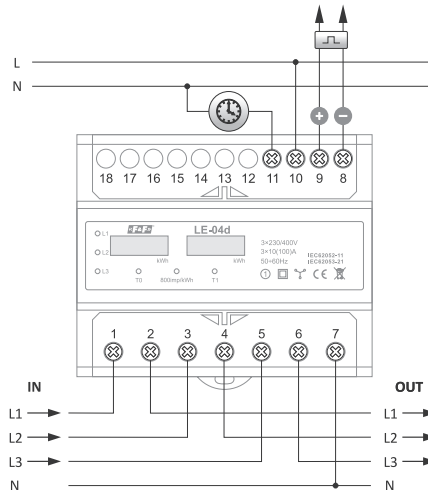 L
N
+ −
18 17 16 15 14 13 12 11 10 9 8
L1
L2
L3
F&F
LE-04d
kWh
kWh
T0
800imp/kWh
T1
3×230/400V
3×10(100)A
50÷60Hz
IEC62052-11
IEC62053-21
1
CE
1 2 3 4 5 6 7
IN
OUT
L1
L1
L2
L2
L3
L3
N
N